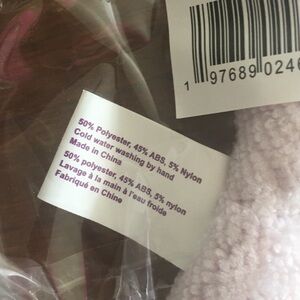 1 97689 0246
50% Polyester, 45% ABS, 5% Nylon
Cold water washing by hand
Made in China
50% polyester, 45% ABS, 5% nylon
Lavage à la main à l'eau froide
Fabriqué en Chine